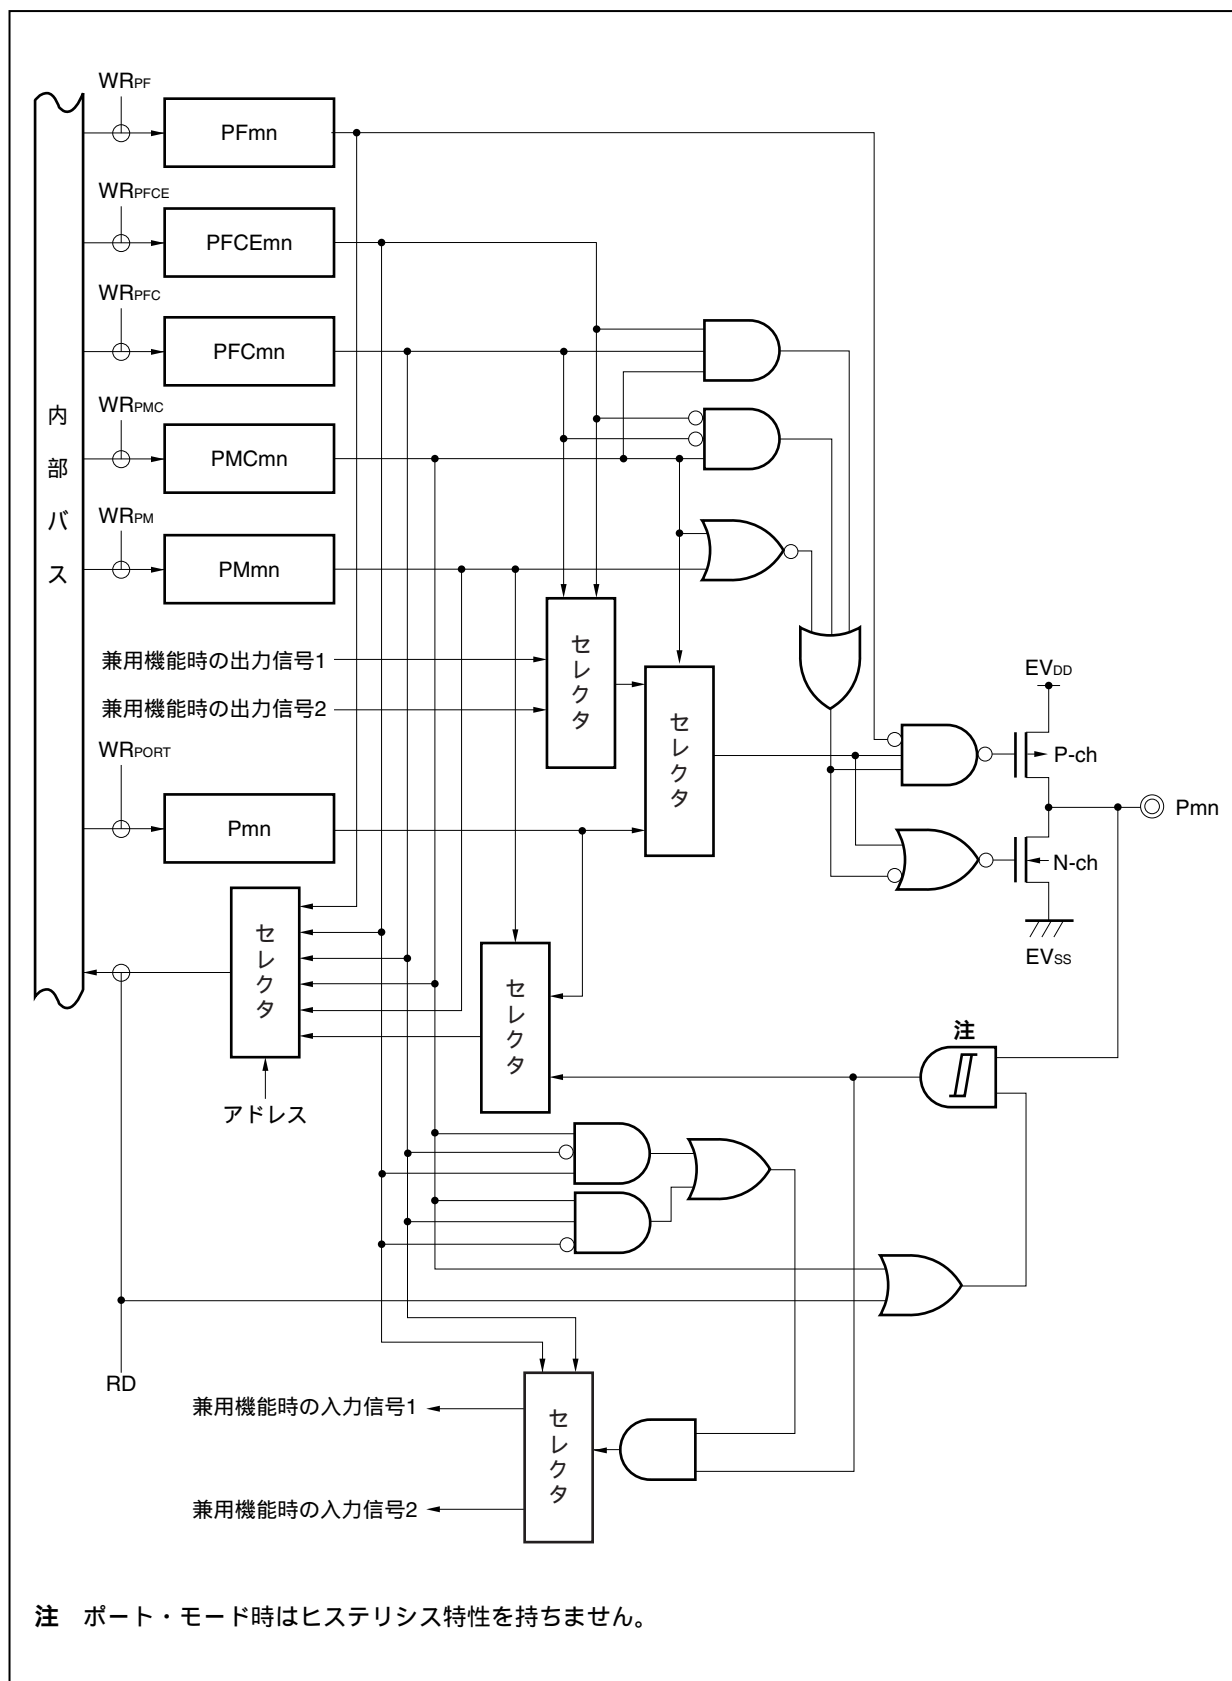 WRPF
PFmn
WRPFCE
PFCEmn
WRPFC
PFCmn
WRPMC
PMCmn
WRPM
PMmn
内部バス
兼用機能時の出力信号1
兼用機能時の出力信号2
セレクタ
セレクタ
WRPORT
Pmn
EVDD
P-ch
Pmn
N-ch
EVSS
セレクタ
セレクタ
アドレス
注
RD
兼用機能時の入力信号1
セレクタ
兼用機能時の入力信号2
注 ポート・モード時はヒステリシス特性を持ちません。